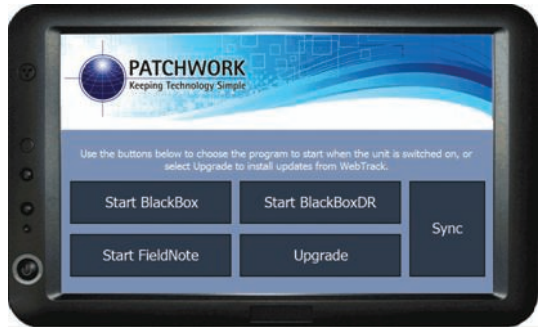 PATCHWORK
Keeping Technology Simple
Use the buttons below to choose the program to start when the unit is switched on, or
select Upgrade to install updates from WebTrack.
Start BlackBox
Start BlackBoxDR
Sync
Start FieldNote
Upgrade